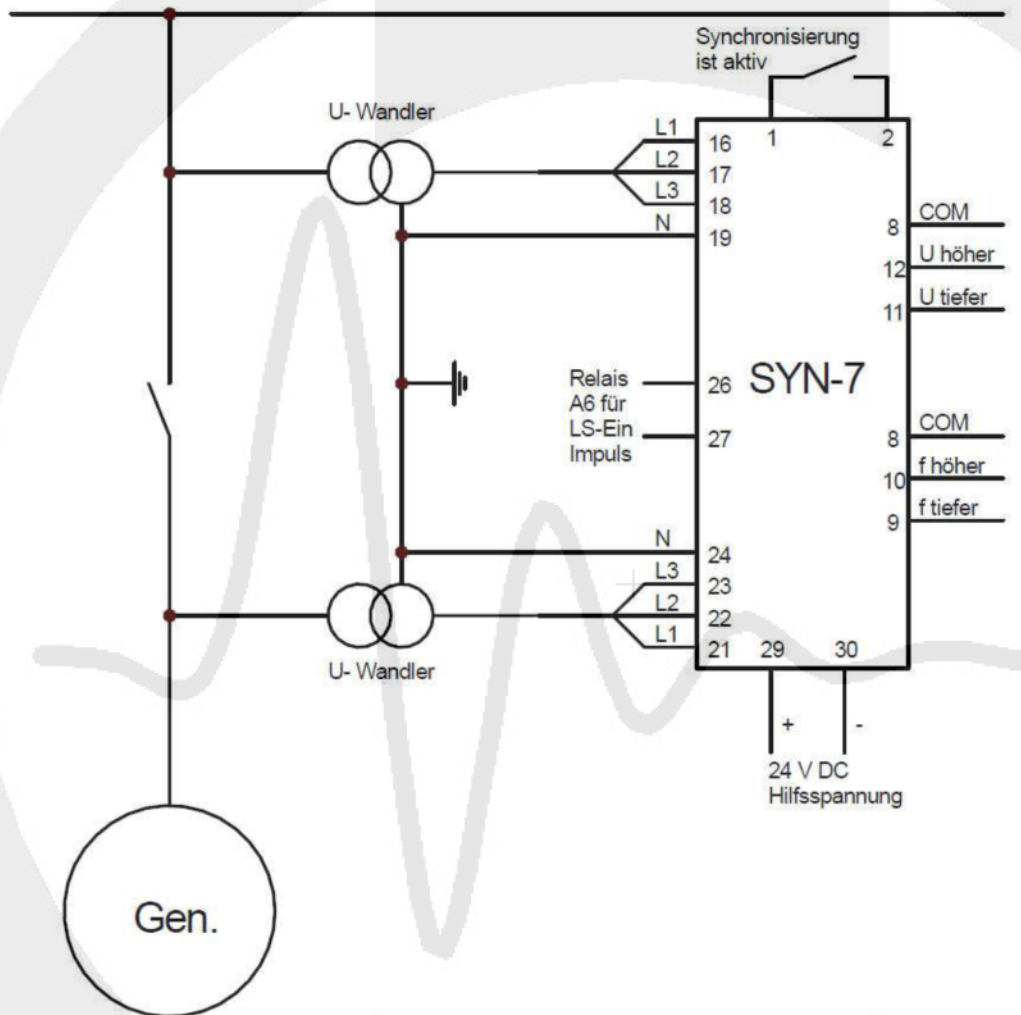 Synchronisierung
ist aktiv
U- Wandler
L1
L2
L3
N
16
17
18
19
1
2
8
COM
12
U höher
11
U tiefer
Relais
A6 für
LS-Ein
Impuls
26
27
SYN-7
8
COM
10
f höher
9
f tiefer
N
L3
L2
L1
24
23
22
21
U- Wandler
29
30
+
-
24 V DC
Hilfsspannung
Gen.